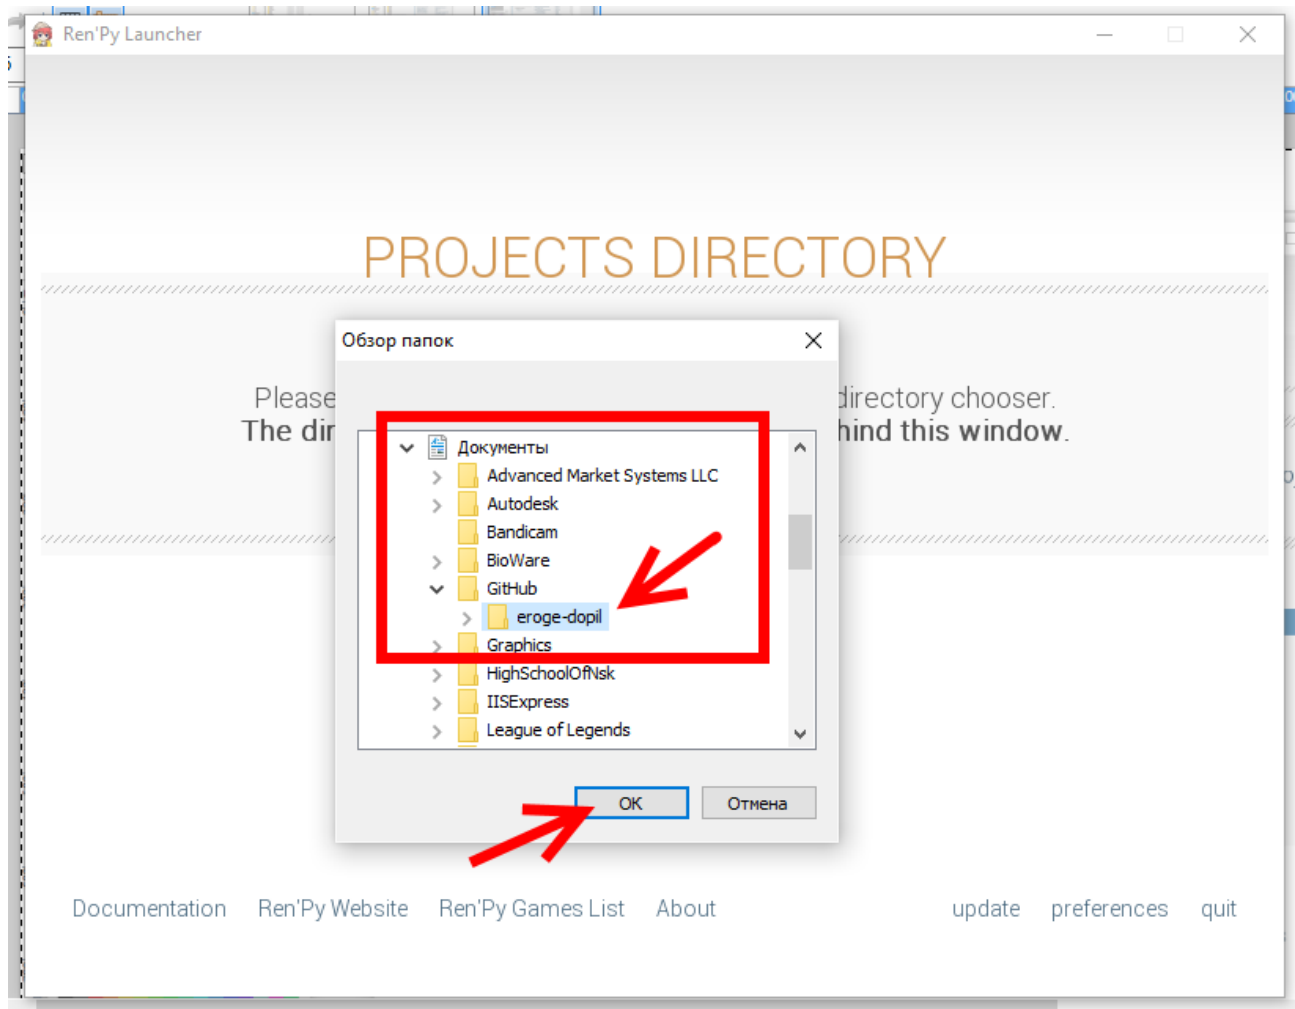 Ren'Py Launcher
PROJECTS DIRECTORY
Обзор папок
Please directory chooser.
The dir hind this window.
Документы
Advanced Market Systems LLC
Autodesk
Bandicam
BioWare
GitHub
eroge-dopil
Graphics
HighSchoolOfNsk
IISExpress
League of Legends
OK
Отмена
Documentation Ren'Py Website Ren'Py Games List About update preferences quit